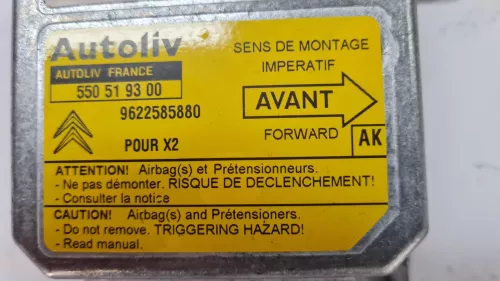 Autoliv
AUTOLIV FRANCE
550 51 93 00
9622585880
POUR X2
SENS DE MONTAGE
IMPERATIF
AVANT
FORWARD
AK
ATTENTION! Airbag(s) et Prétensionneurs.
- Ne pas démonter. RISQUE DE DECLENCHEMENT!
- Consulter la notice
CAUTION! Airbag(s) and Prétensioners.
- Do not remove. TRIGGERING HAZARD!
- Read manual.